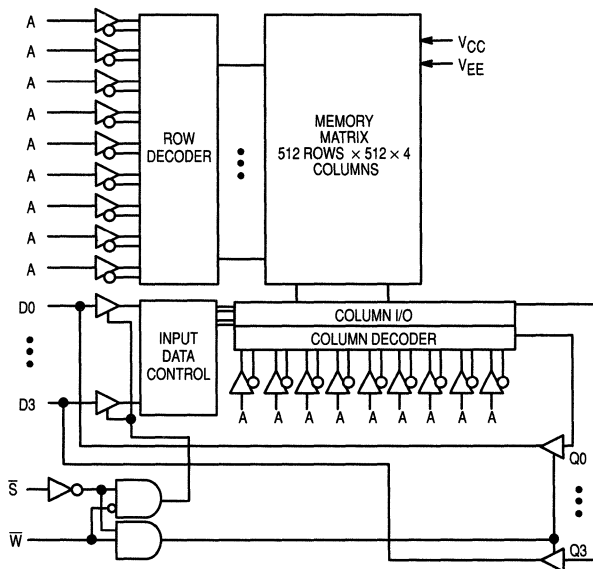 A
A
A
A
A
A
A
A
A
ROW
DECODER
MEMORY
MATRIX
512 ROWS × 512 × 4
COLUMNS
VCC
VEE
D0
D3
INPUT
DATA
CONTROL
COLUMN I/O
COLUMN DECODER
A A A A A A A A A
Q0
Q3
S̅
W̅